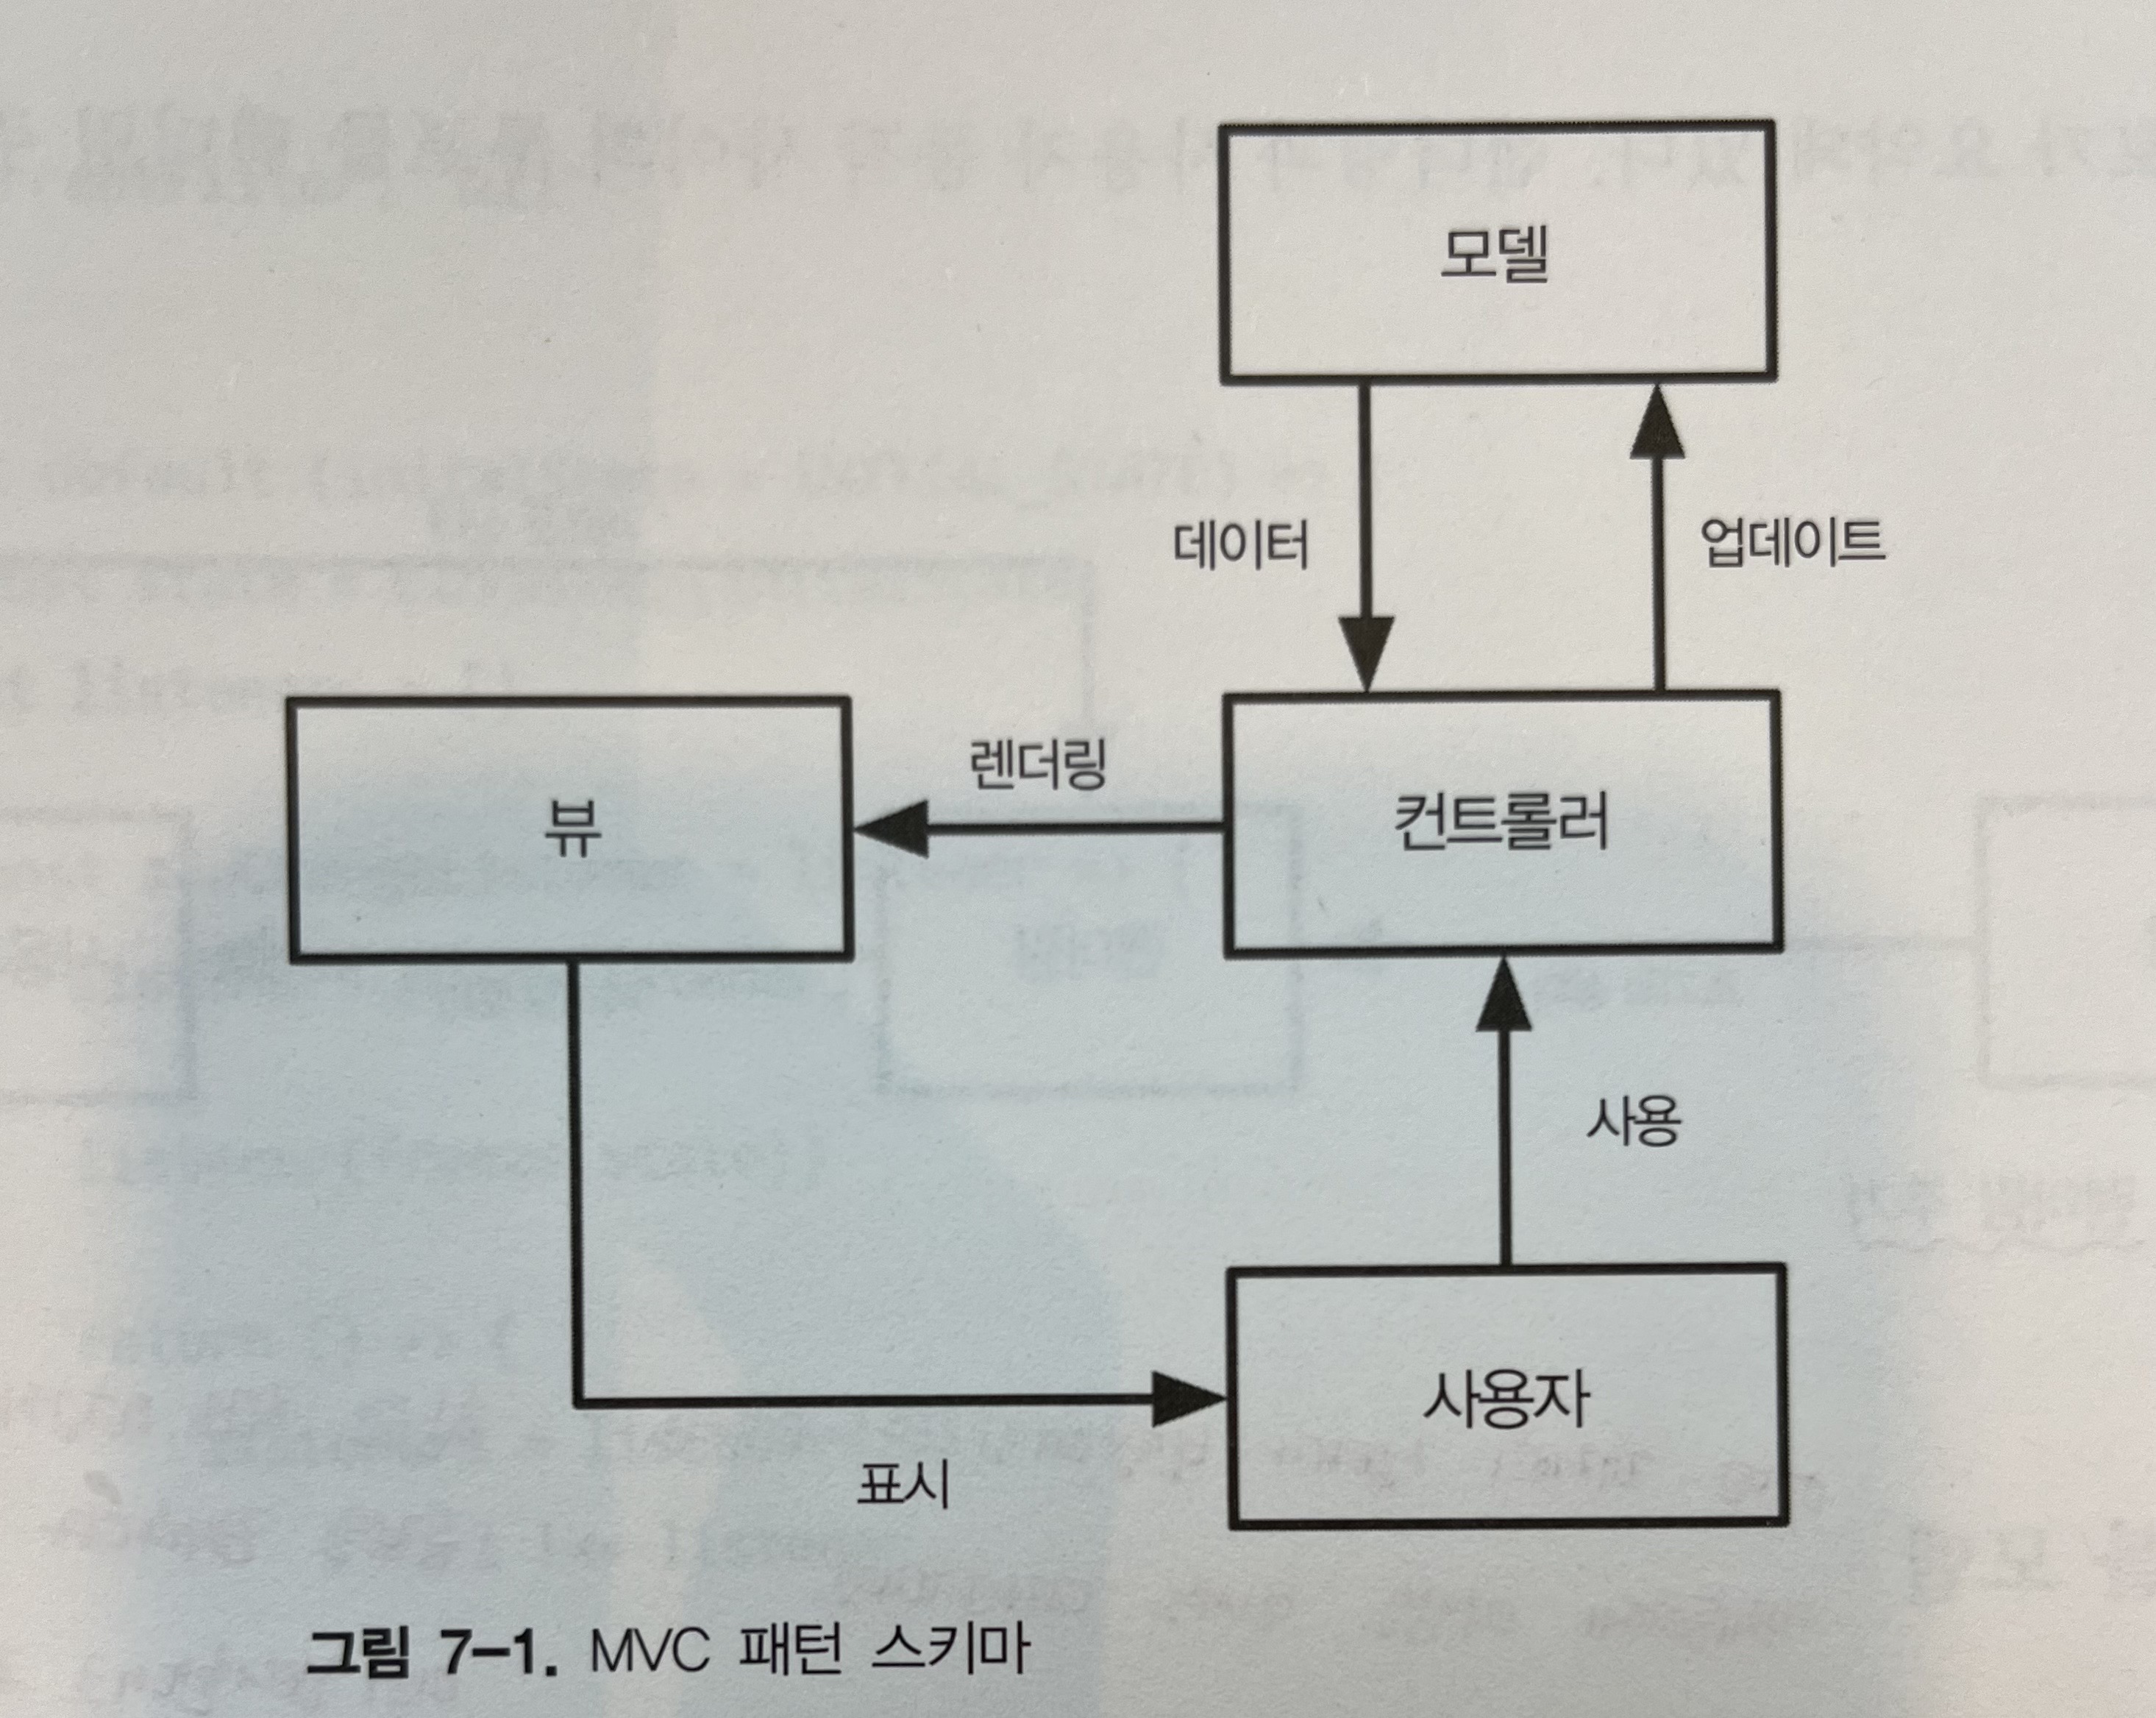 모델
데이터
업데이트
렌더링
뷰
컨트롤러
사용
사용자
표시
그림 7-1. MVC 패턴 스키마